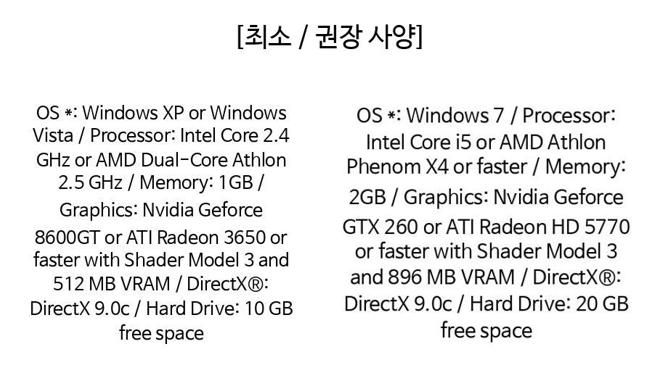 [최소 / 권장 사양]
OS *: Windows XP or Windows
Vista / Processor: Intel Core 2.4
GHz or AMD Dual-Core Athlon
2.5 GHz / Memory: 1GB /
Graphics: Nvidia Geforce
8600GT or ATI Radeon 3650 or
faster with Shader Model 3 and
512 MB VRAM / DirectX®:
DirectX 9.0c / Hard Drive: 10 GB
free space
OS *: Windows 7 / Processor:
Intel Core i5 or AMD Athlon
Phenom X4 or faster / Memory:
2GB / Graphics: Nvidia Geforce
GTX 260 or ATI Radeon HD 5770
or faster with Shader Model 3
and 896 MB VRAM / DirectX®:
DirectX 9.0c / Hard Drive: 20 GB
free space